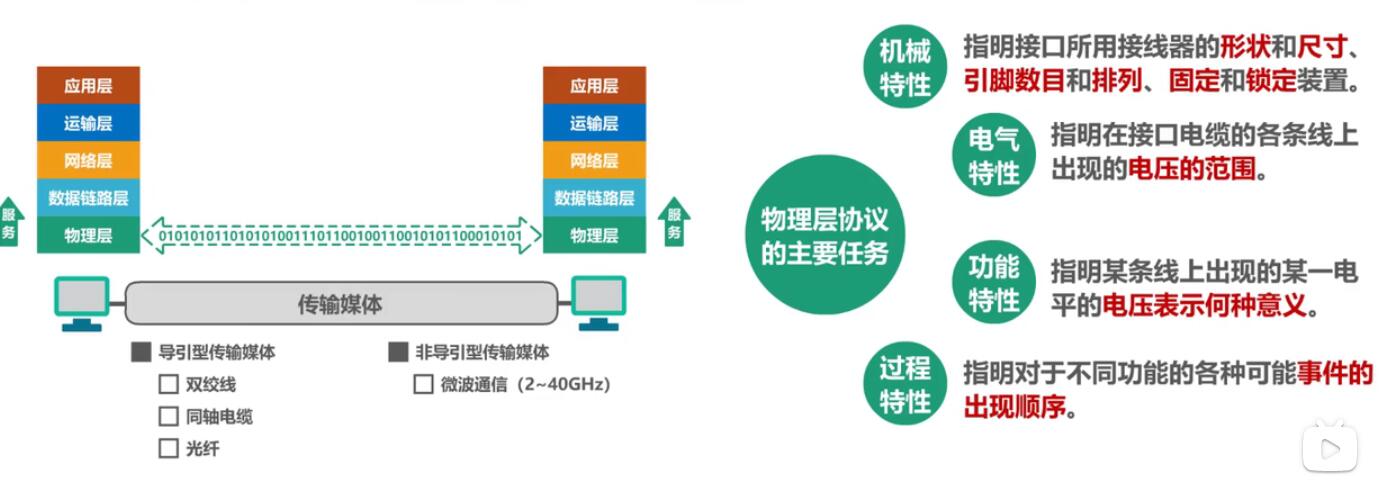 应用层
运输层
网络层
数据链路层
物理层
服务
0101010110101010011101100100110010101100010101
应用层
运输层
网络层
数据链路层
物理层
服务
传输媒体
导引型传输媒体
双绞线
同轴电缆
光纤
非导引型传输媒体
微波通信（2~40GHz）
物理层协议
的主要任务
机械
特性
指明接口所用接线器的形状和尺寸、
引脚数目和排列、固定和锁定装置。
电气
特性
指明在接口电缆的各条线上
出现的电压的范围。
功能
特性
指明某条线上出现的某一电
平的电压表示何种意义。
过程
特性
指明对于不同功能的各种可能事件的
出现顺序。